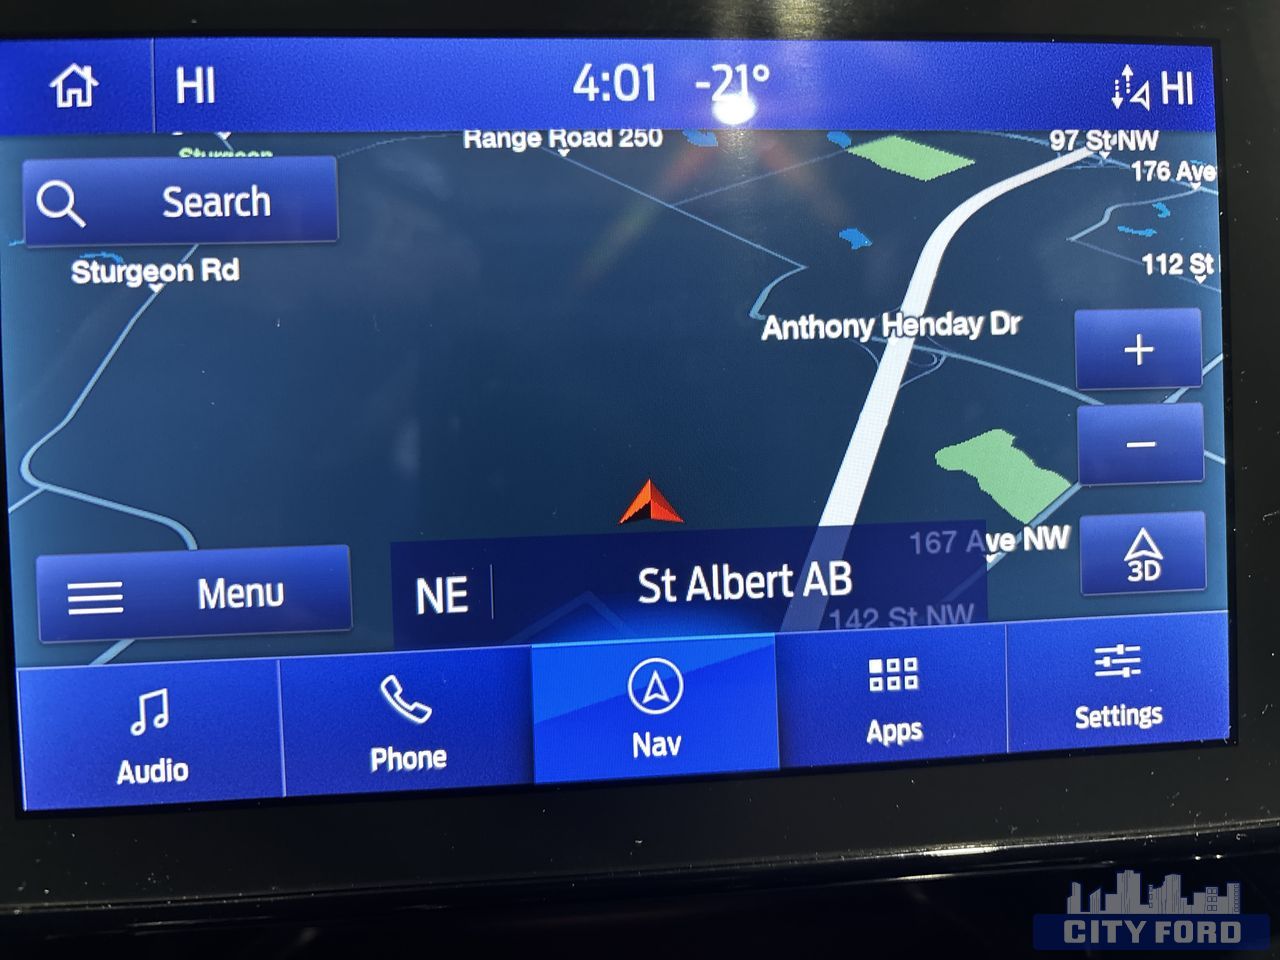 HI
4:01
-21°
HI
Range Road 250
97 St NW
Sturgeon
176 Ave
Search
Sturgeon Rd
112 St
Anthony Henday Dr
+
−
167 Ave NW
3D
Menu
NE
St Albert AB
142 St NW
Audio
Phone
Nav
Apps
Settings
CITY FORD